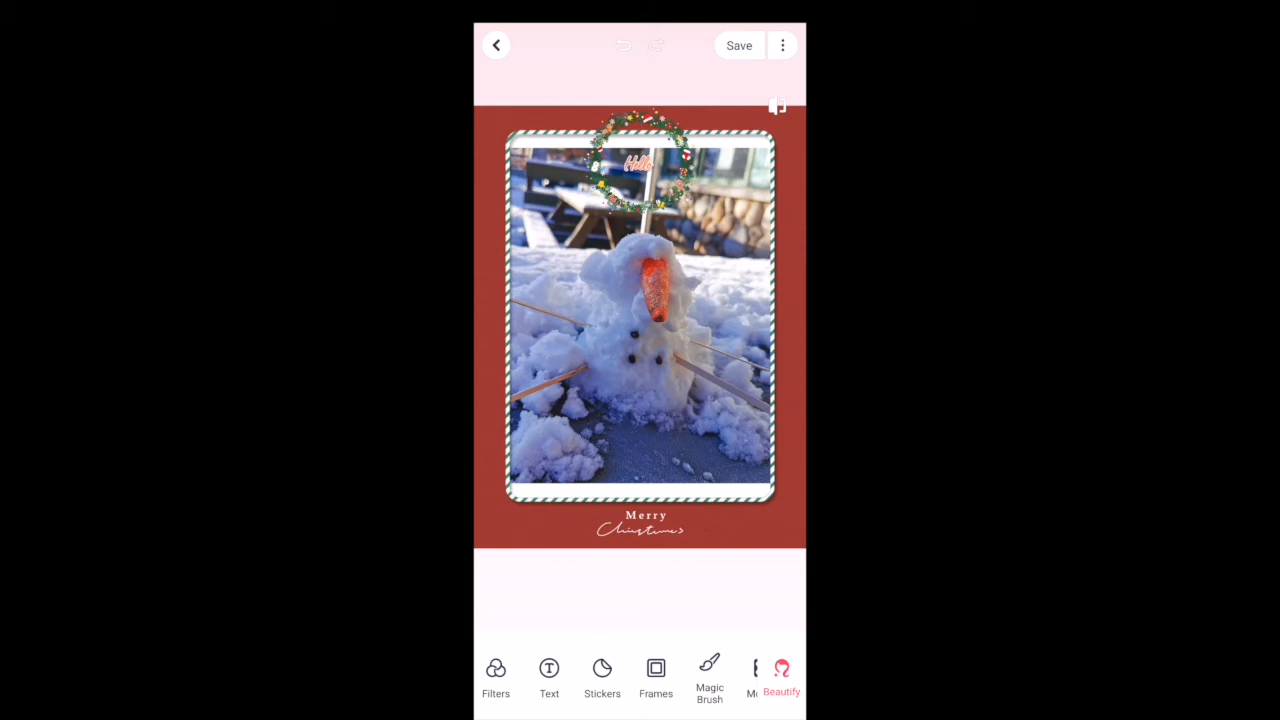 Save
Hello
Merry
Christmas
Filters
Text
Stickers
Frames
Magic
Brush
Beautify